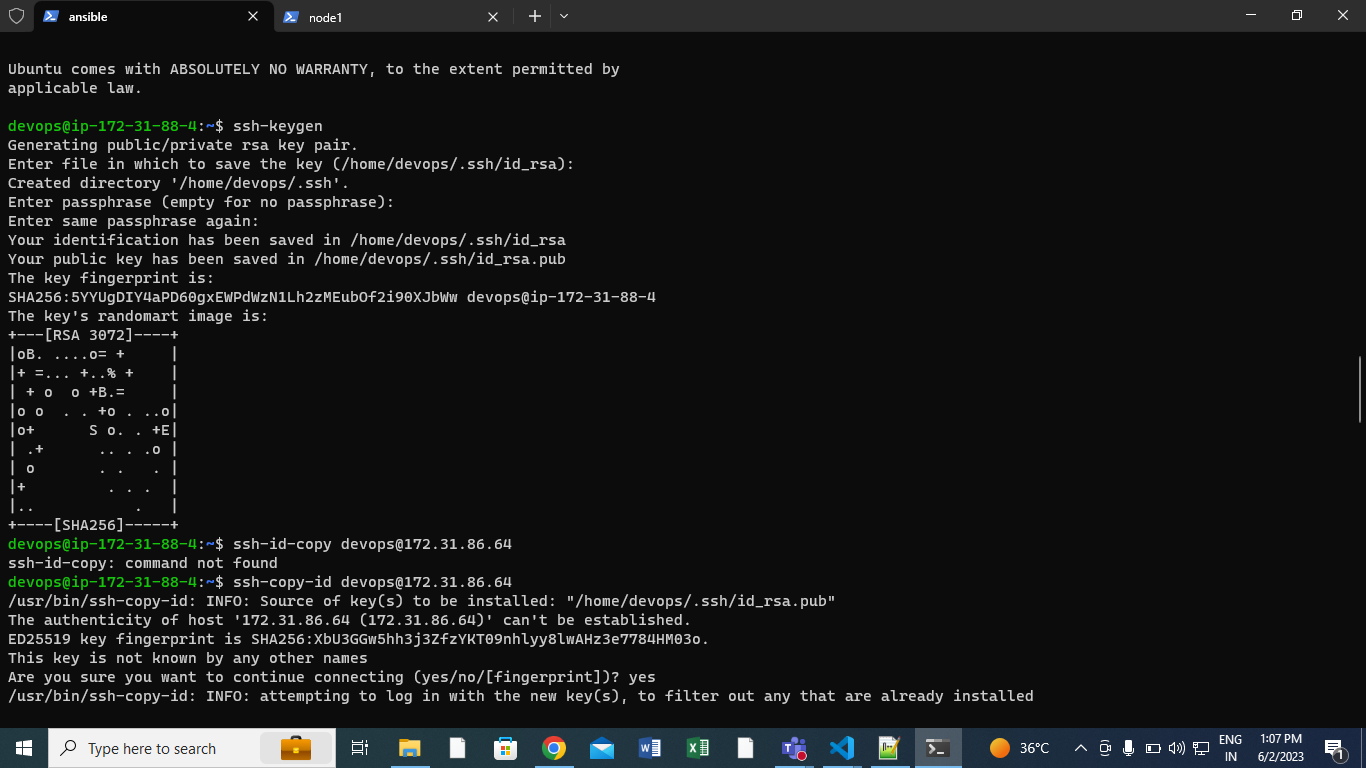 ansible
node1
Ubuntu comes with ABSOLUTELY NO WARRANTY, to the extent permitted by
applicable law.
devops@ip-172-31-88-4:~$ ssh-keygen
Generating public/private rsa key pair.
Enter file in which to save the key (/home/devops/.ssh/id_rsa):
Created directory '/home/devops/.ssh'.
Enter passphrase (empty for no passphrase):
Enter same passphrase again:
Your identification has been saved in /home/devops/.ssh/id_rsa
Your public key has been saved in /home/devops/.ssh/id_rsa.pub
The key fingerprint is:
SHA256:5YYUgDIY4aPD60gxEWPdWzN1Lh2zMEubOf2i90XJbWw devops@ip-172-31-88-4
The key's randomart image is:
+---[RSA 3072]----+
|oB. ....o= +     |
|+ =... +..% +    |
| + o  o +B.=     |
|o o  . . +o . ..o|
|o+      S o. . +E|
| .+      .. . .o |
| o       . .   . |
|+         . . .  |
|..           .   |
+----[SHA256]-----+
devops@ip-172-31-88-4:~$ ssh-id-copy devops@172.31.86.64
ssh-id-copy: command not found
devops@ip-172-31-88-4:~$ ssh-copy-id devops@172.31.86.64
/usr/bin/ssh-copy-id: INFO: Source of key(s) to be installed: "/home/devops/.ssh/id_rsa.pub"
The authenticity of host '172.31.86.64 (172.31.86.64)' can't be established.
ED25519 key fingerprint is SHA256:XbU3GGw5hh3j3ZfzYKT09nhlyy8lwAHz3e7784HM03o.
This key is not known by any other names
Are you sure you want to continue connecting (yes/no/[fingerprint])? yes
/usr/bin/ssh-copy-id: INFO: attempting to log in with the new key(s), to filter out any that are already installed
Type here to search
36°C
ENG
IN
1:07 PM
6/2/2023
1